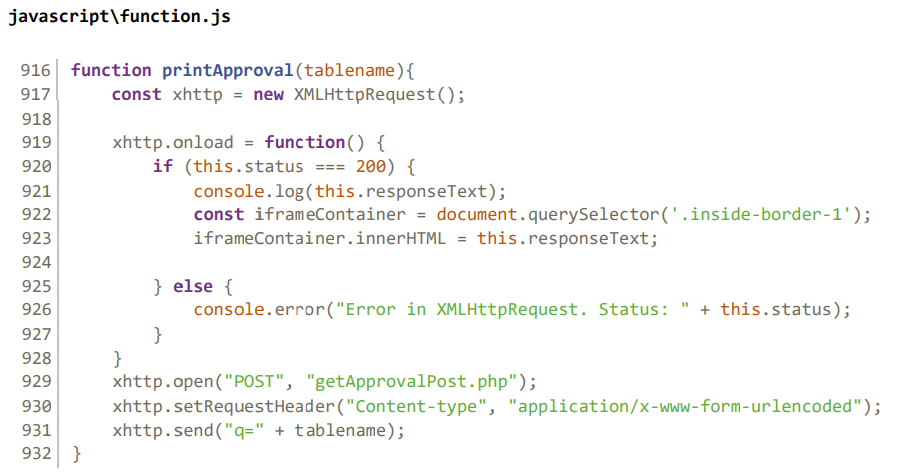 javascript\function.js
916 function printApproval(tablename){
917     const xhttp = new XMLHttpRequest();
918
919     xhttp.onload = function() {
920         if (this.status === 200) {
921             console.log(this.responseText);
922             const iframeContainer = document.querySelector('.inside-border-1');
923             iframeContainer.innerHTML = this.responseText;
924
925         } else {
926             console.error("Error in XMLHttpRequest. Status: " + this.status);
927         }
928     }
929     xhttp.open("POST", "getApprovalPost.php");
930     xhttp.setRequestHeader("Content-type", "application/x-www-form-urlencoded");
931     xhttp.send("q=" + tablename);
932 }